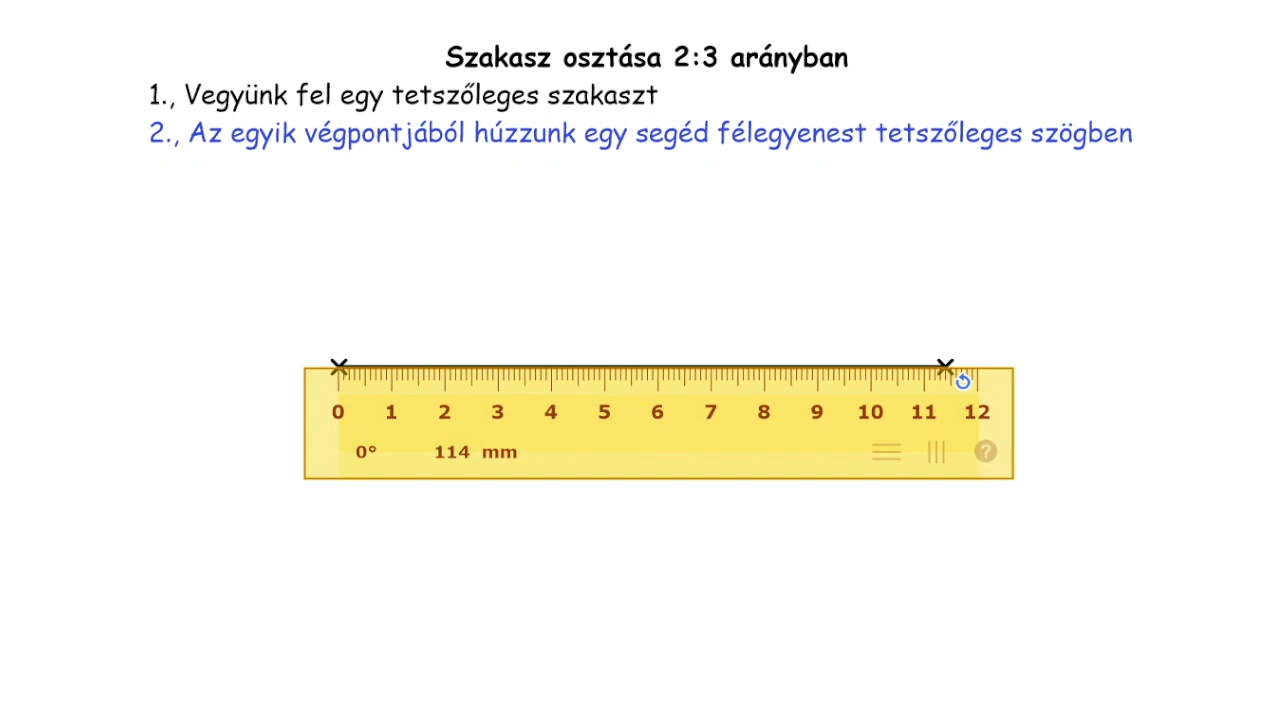 Szakasz osztása 2:3 arányban
1., Vegyünk fel egy tetszőleges szakaszt
2., Az egyik végpontjából húzzunk egy segéd félegyenest tetszőleges szögben
0 1 2 3 4 5 6 7 8 9 10 11 12
0° 114 mm ?